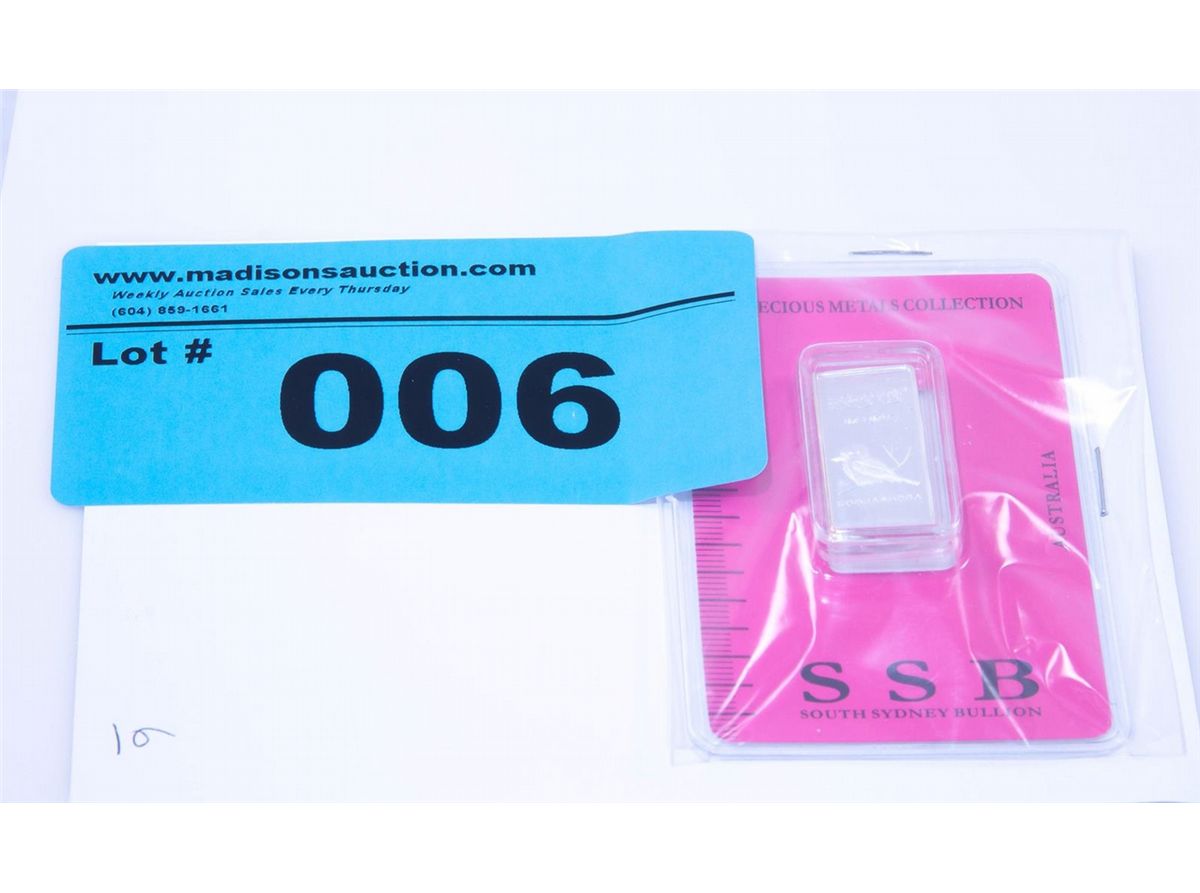 www.madisonsauction.com
Weekly Auction Sales Every Thursday
(604) 859-1661
Lot #
006
ECIOUS METALS COLLECTION
AUSTRALIA
S S B
SOUTH SYDNEY BULLION